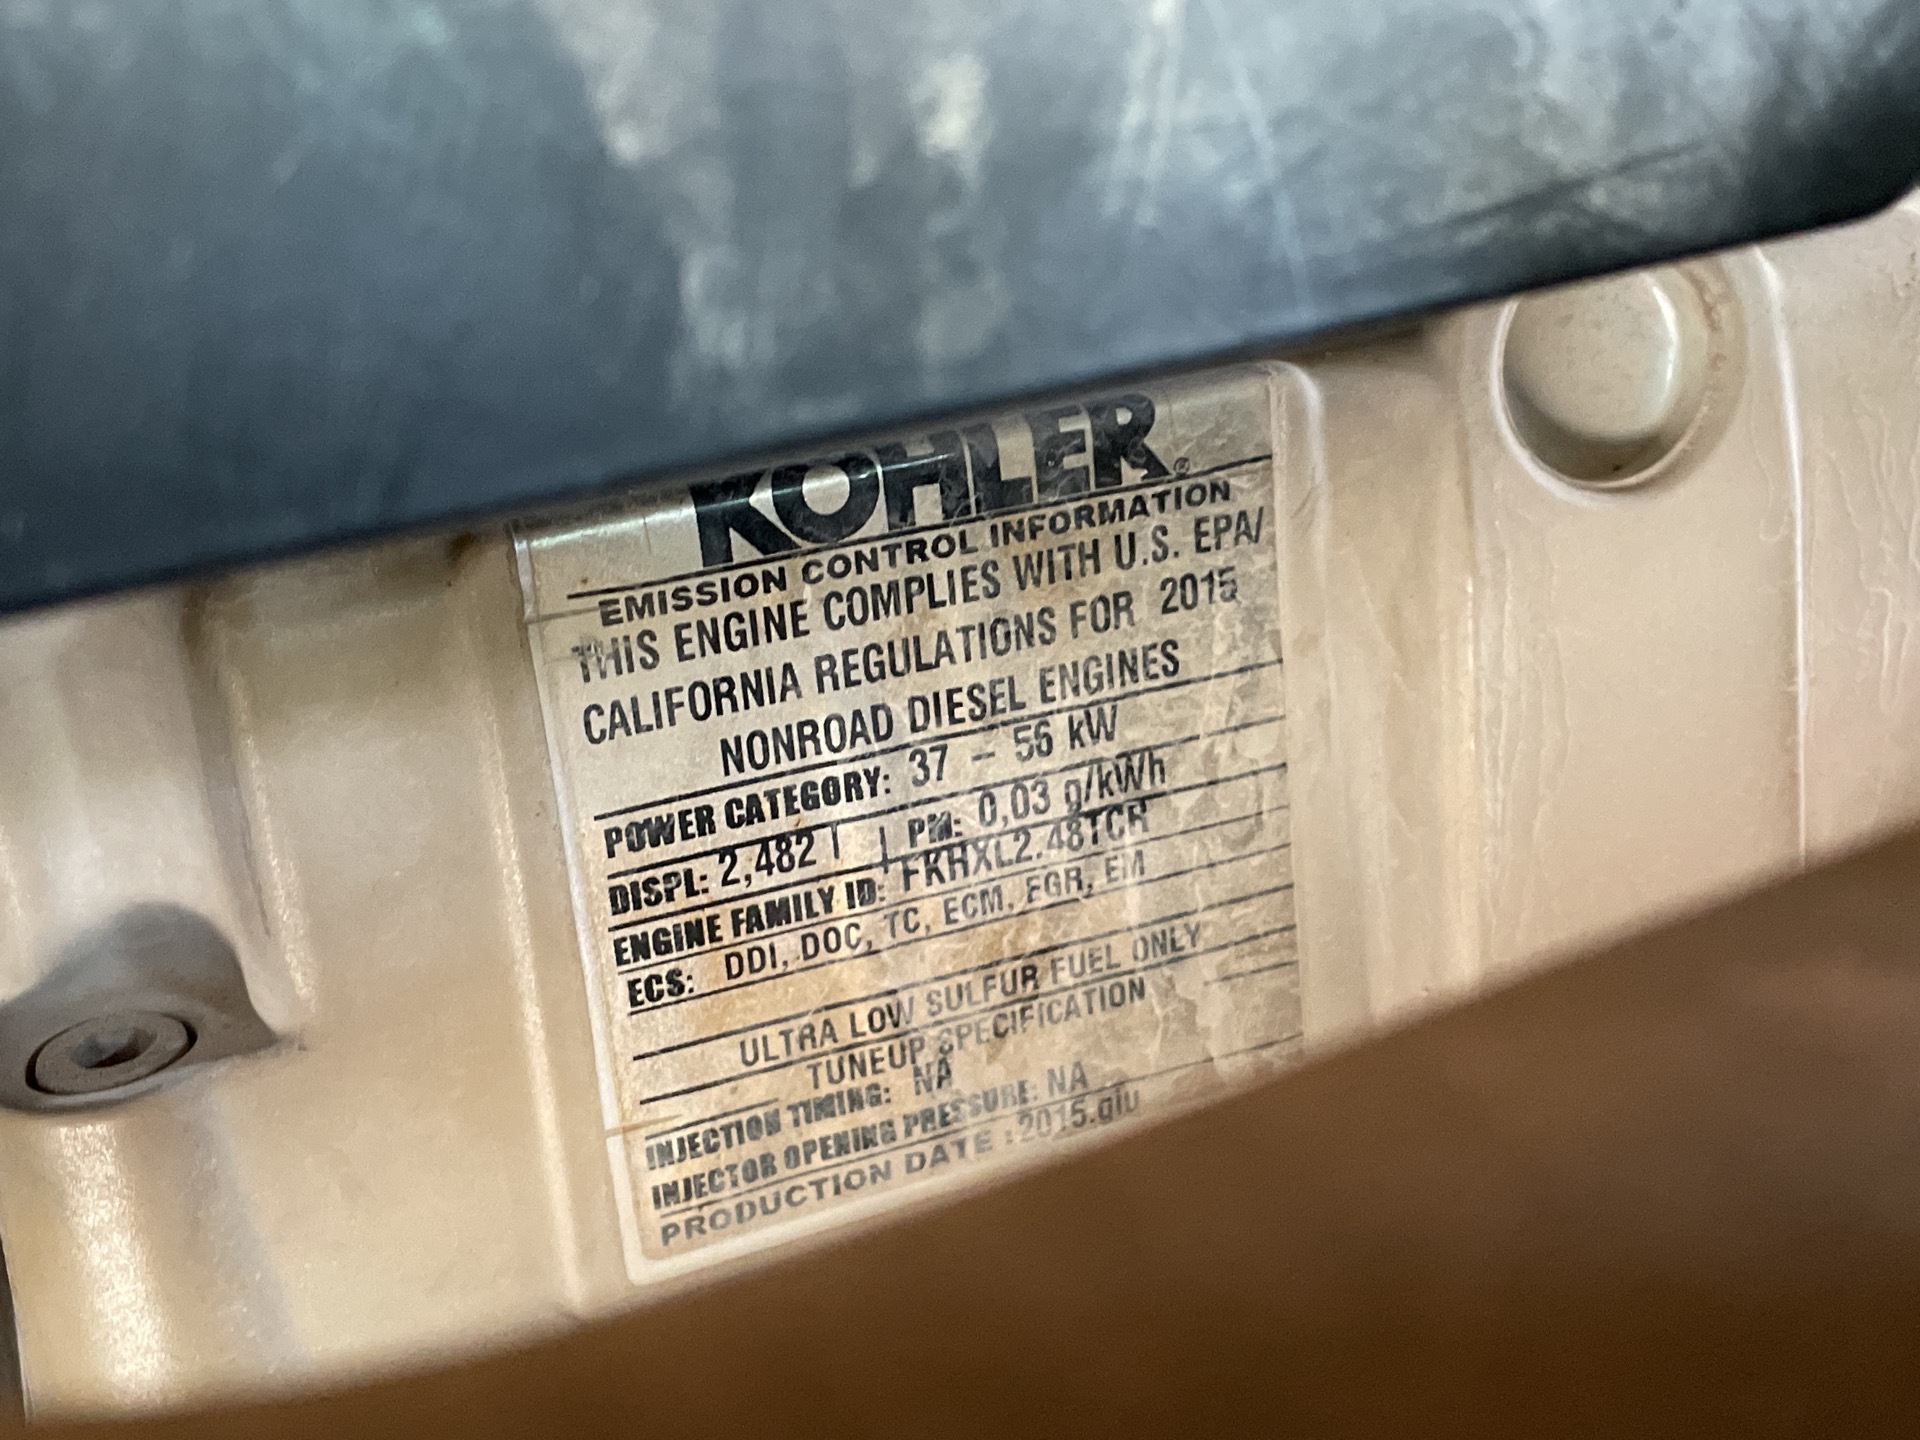 KOHLER®
EMISSION CONTROL INFORMATION
THIS ENGINE COMPLIES WITH U.S. EPA/
CALIFORNIA REGULATIONS FOR 2015
NONROAD DIESEL ENGINES
POWER CATEGORY: 37 - 56 kW
DISPL: 2,482 l | PM: 0,03 g/kWh
ENGINE FAMILY ID: FKHXL2.48TCR
ECS: DDI, DOC, TC, ECM, EGR, EM
ULTRA LOW SULFUR FUEL ONLY
TUNEUP SPECIFICATION
INJECTION TIMING: NA
INJECTOR OPENING PRESSURE: NA
PRODUCTION DATE :2015.giu